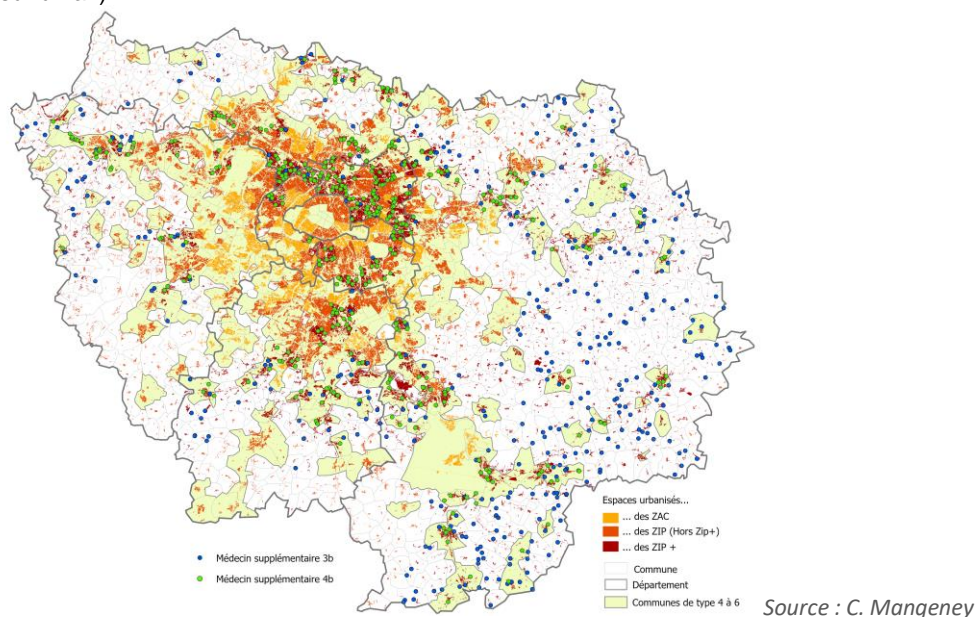 Espaces urbanisés...
... des ZAC
... des ZIP (Hors Zip+)
... des ZIP +
Médecin supplémentaire 3b
Commune
Département
Médecin supplémentaire 4b
Communes de type 4 à 6
Source : C. Mangeney